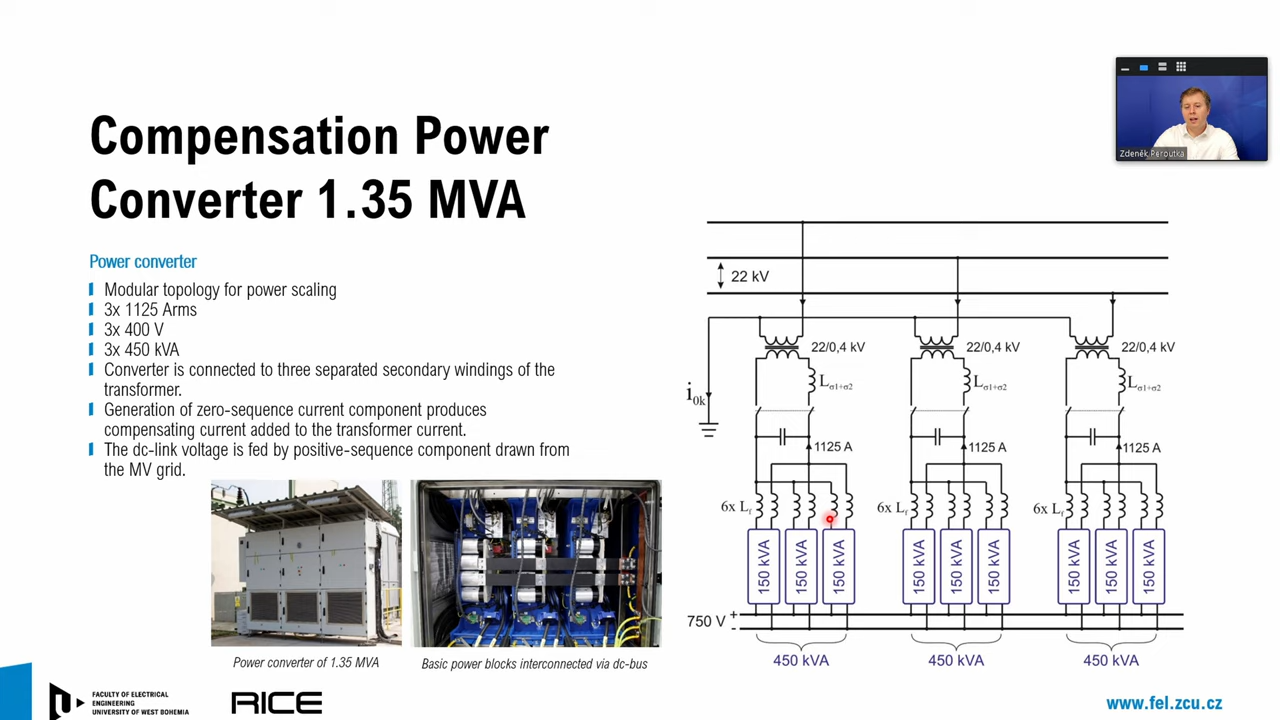 Compensation Power
Converter 1.35 MVA
Zdeněk Peroutka
Power converter
Modular topology for power scaling
3x 1125 Arms
3x 400 V
3x 450 kVA
Converter is connected to three separated secondary windings of the
transformer.
Generation of zero-sequence current component produces
compensating current added to the transformer current.
The dc-link voltage is fed by positive-sequence component drawn from
the MV grid.
Power converter of 1.35 MVA
Basic power blocks interconnected via dc-bus
22 kV
22/0,4 kV
22/0,4 kV
22/0,4 kV
Lσ1+σ2
Lσ1+σ2
Lσ1+σ2
i0k
1125 A
1125 A
1125 A
6x Lf
6x Lf
6x Lf
150 kVA
150 kVA
150 kVA
150 kVA
150 kVA
150 kVA
150 kVA
150 kVA
150 kVA
750 V +
-
450 kVA
450 kVA
450 kVA
FACULTY OF ELECTRICAL
ENGINEERING
UNIVERSITY OF WEST BOHEMIA
RICE
www.fel.zcu.cz